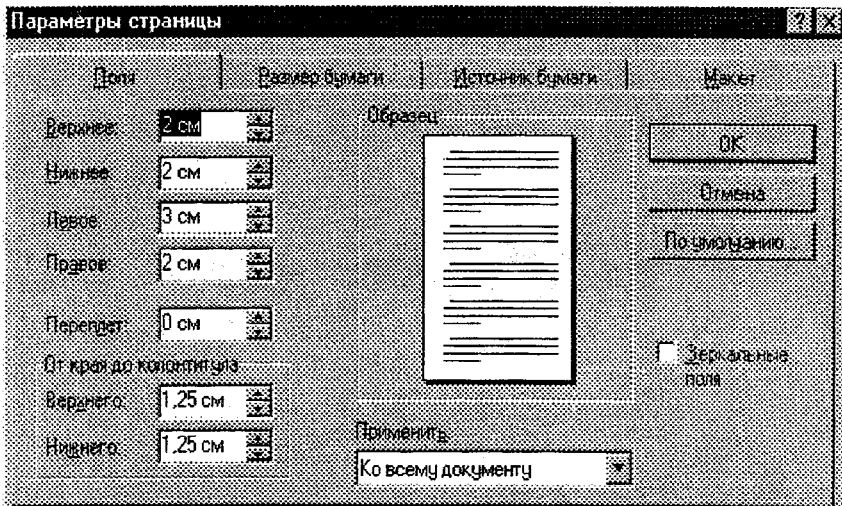 Параметры страницы
Поля
Размер бумаги
Источник бумаги
Макет
Верхнее: 2 см
Нижнее: 2 см
Левое: 3 см
Правое: 2 см
Переплет: 0 см
От края до колонтитула
Верхнего: 1,25 см
Нижнего: 1,25 см
Образец
Применить:
Ко всему документу
OK
Отмена
По умолчанию...
Зеркальные
поля